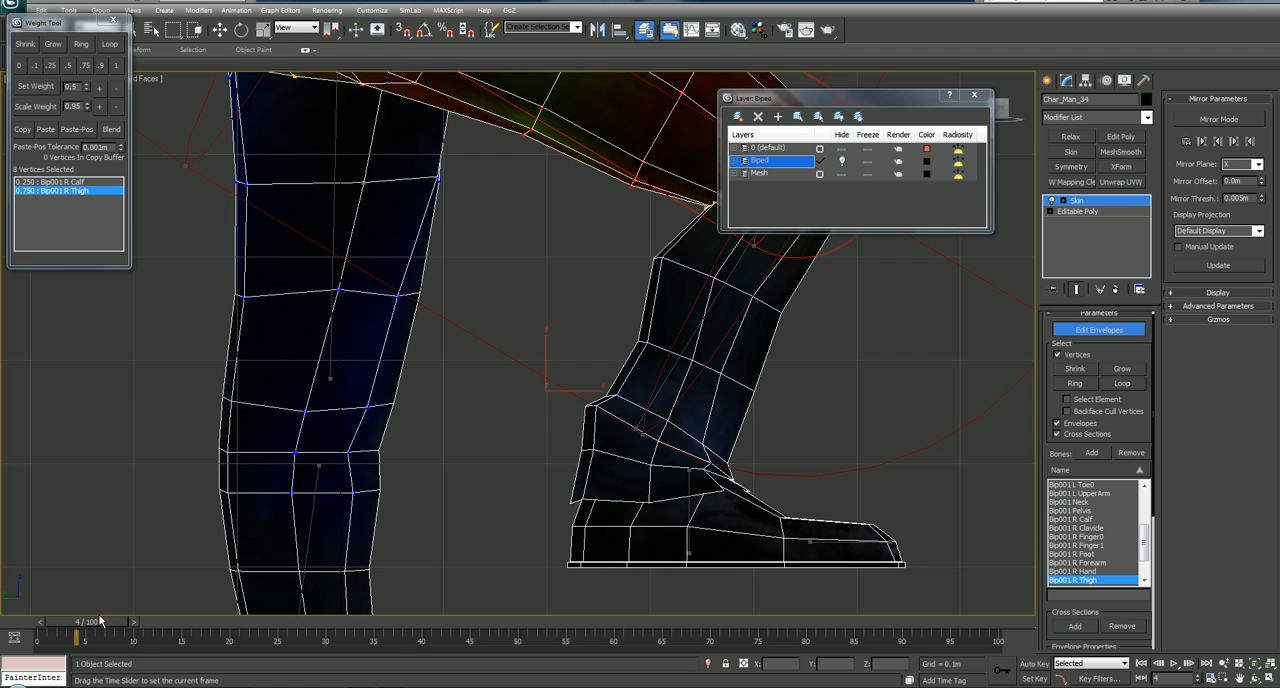 Edit Tools Group Views Create Modifiers Animation Graph Editors Rendering Customize SimLab MAXScript Help GoZ
Weight Tool
Shrink Grow Ring Loop
View
Create Selection Se
0 .1 .25 .5 .75 .9 1
Selection Object Paint
Set Weight 0.5 + -
Scale Weight 0.95 + -
Copy Paste Paste-Pos Blend
Paste-Pos Tolerance 0.001m
0 Vertices In Copy Buffer
8 Vertices Selected
0.250 : Bip001 R Calf
0.750 : Bip001 R Thigh
d Faces ]
Layer: Biped
Layers Hide Freeze Render Color Radiosity
0 (default)
Biped
Mesh
Char_Man_34
Modifier List
Relax Edit Poly
Skin MeshSmooth
Symmetry XForm
W Mapping Cle Unwrap UVW
Skin
Editable Poly
Parameters
Edit Envelopes
Select
Vertices
Shrink Grow
Ring Loop
Select Element
Backface Cull Vertices
Envelopes
Cross Sections
Bones: Add Remove
Name
Bip001 L Toe0
Bip001 L UpperArm
Bip001 Neck
Bip001 Pelvis
Bip001 R Calf
Bip001 R Clavicle
Bip001 R Finger0
Bip001 R Finger1
Bip001 R Foot
Bip001 R Forearm
Bip001 R Hand
Bip001 R Thigh
Cross Sections
Add Remove
Envelope Properties
Mirror Parameters
Mirror Mode
Mirror Plane: X
Mirror Offset: 0.0m
Mirror Thresh.: 0.005m
Display Projection
Default Display
Manual Update
Update
Display
Advanced Parameters
Gizmos
< 4 / 100 >
0 5 10 15 20 25 30 35 40 45 50 55 60 65 70 75 80 85 90 95 100
1 Object Selected
X: Y: Z: Grid = 0.1m
Auto Key Selected
PainterInter
Drag the Time Slider to set the current frame
Add Time Tag
Set Key Key Filters... 4